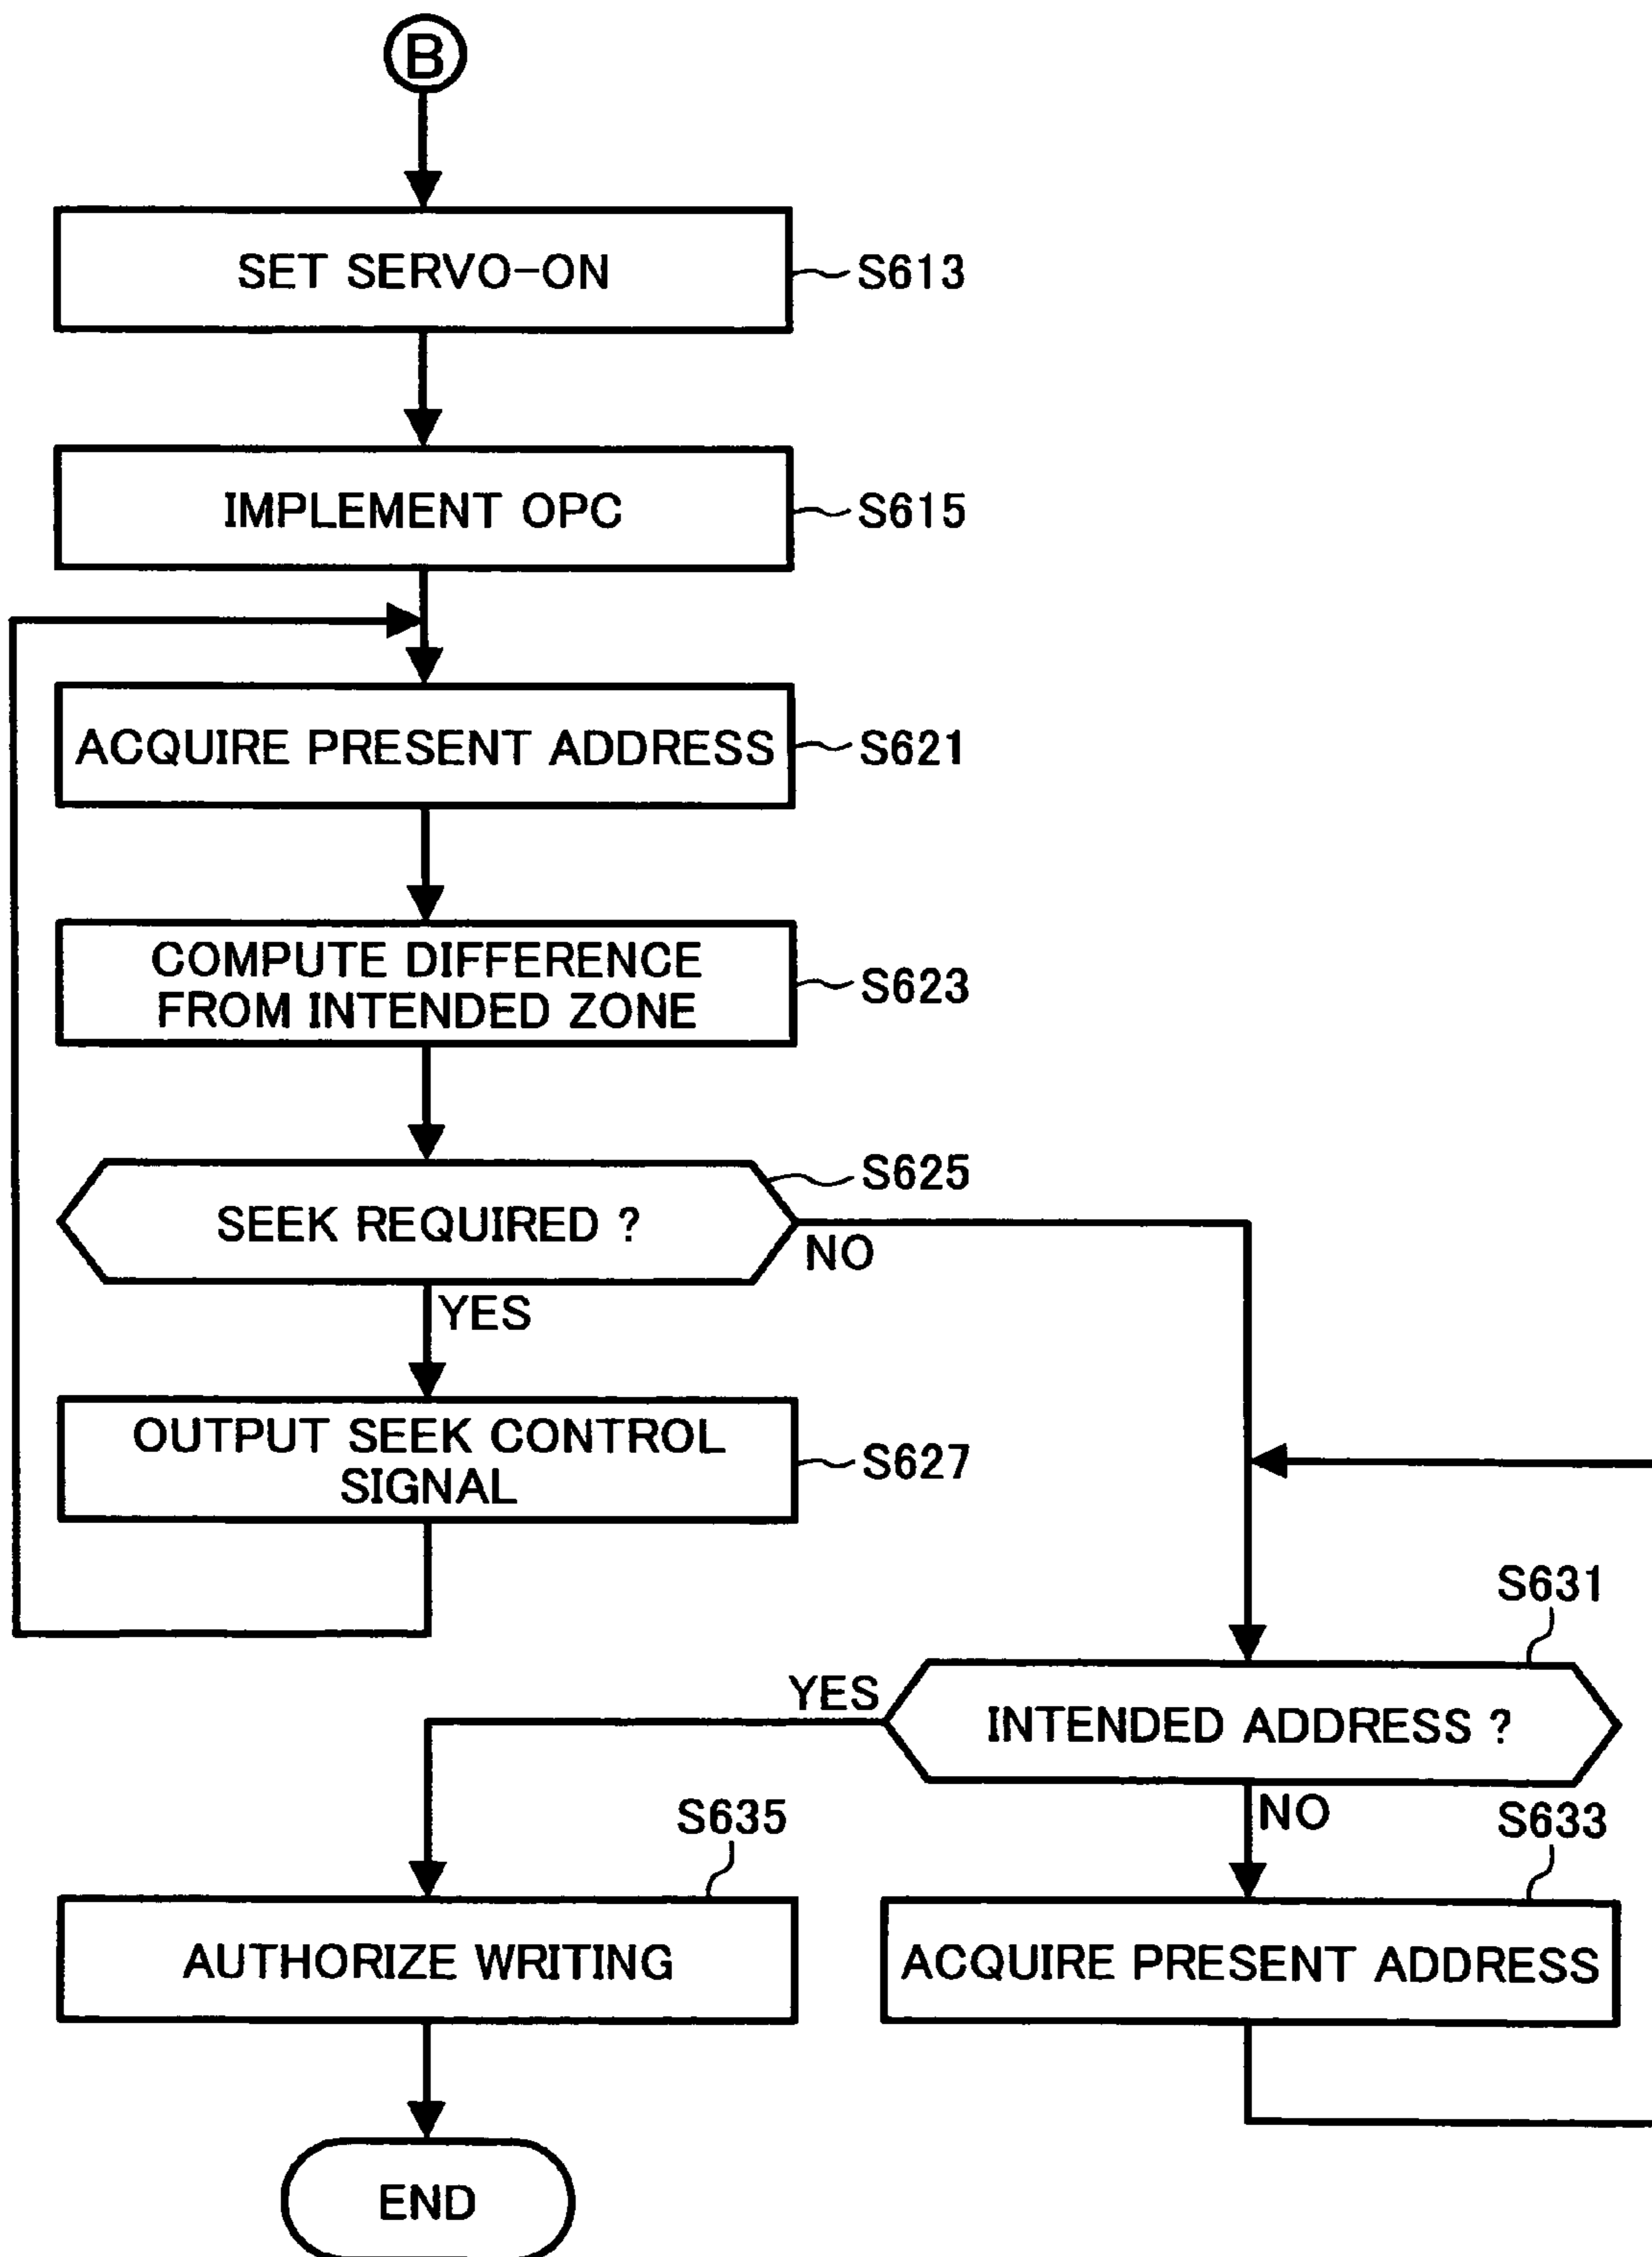 B
SET SERVO-ON
S613
IMPLEMENT OPC
S615
ACQUIRE PRESENT ADDRESS
S621
COMPUTE DIFFERENCE
FROM INTENDED ZONE
S623
S625
SEEK REQUIRED ?
NO
YES
OUTPUT SEEK CONTROL
SIGNAL
S627
S631
YES
INTENDED ADDRESS ?
NO
S635
S633
AUTHORIZE WRITING
ACQUIRE PRESENT ADDRESS
END